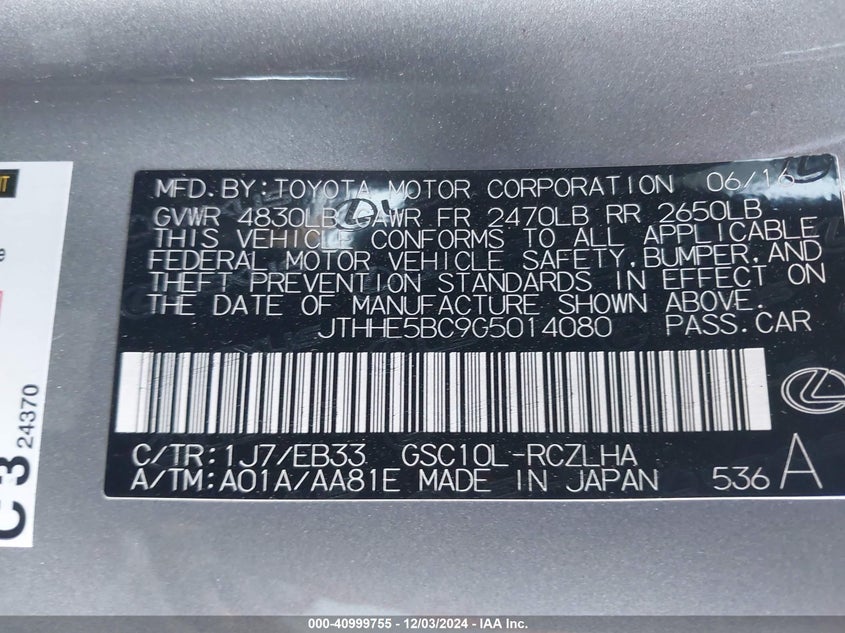 MFD. BY: TOYOTA MOTOR CORPORATION 06/16
GVWR 4830LB GAWR FR 2470LB RR 2650LB
THIS VEHICLE CONFORMS TO ALL APPLICABLE
FEDERAL MOTOR VEHICLE SAFETY, BUMPER, AND
THEFT PREVENTION STANDARDS IN EFFECT ON
THE DATE OF MANUFACTURE SHOWN ABOVE.
JTHHE5BC9G5014080 PASS. CAR
C/TR: 1J7/EB33 GSC10L-RCZLHA
A/TM: A01A/AA81E MADE IN JAPAN 536 A
C 3 24370
000-40999755 - 12/03/2024 - IAA Inc.